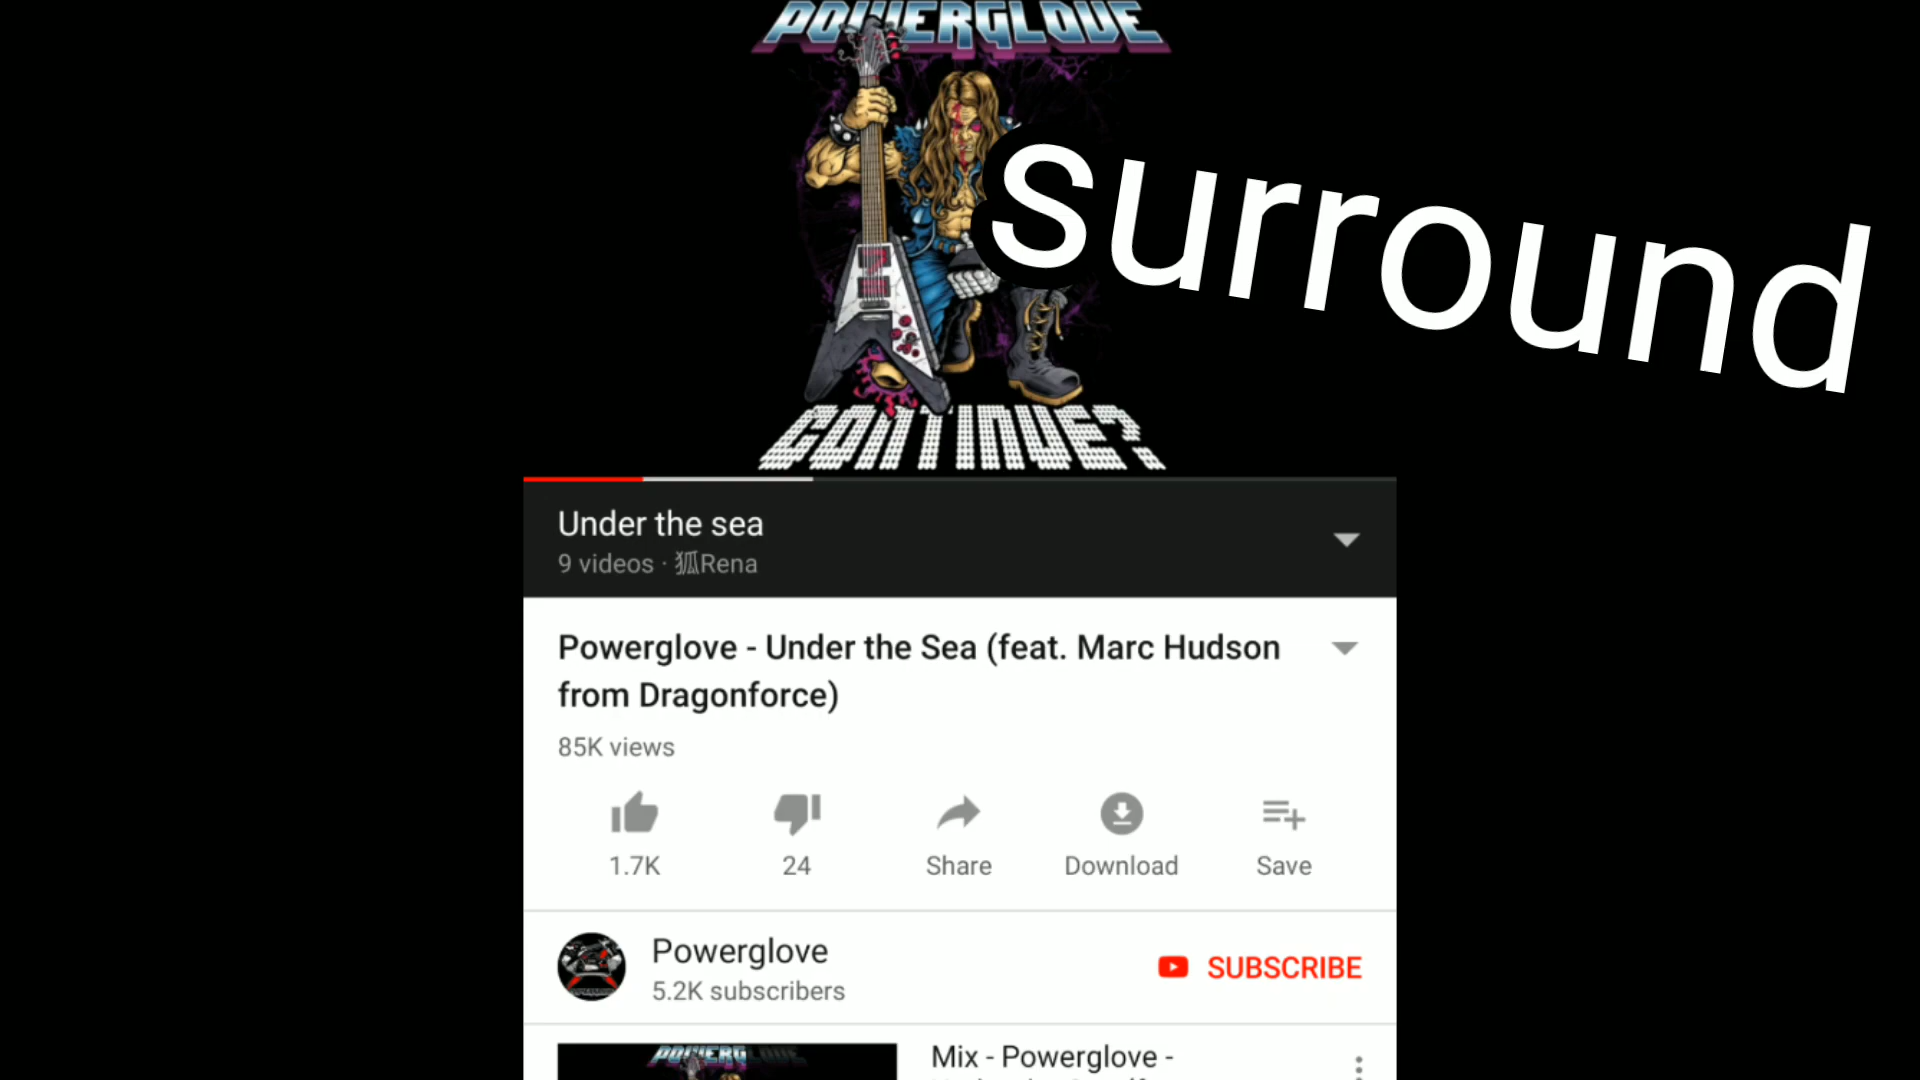 POWERGLOVE
surround
CONTINUE?
Under the sea
9 videos · 狐Rena
Powerglove - Under the Sea (feat. Marc Hudson
from Dragonforce)
85K views
1.7K
24
Share
Download
Save
Powerglove
5.2K subscribers
SUBSCRIBE
POWERGLOVE
Mix - Powerglove -